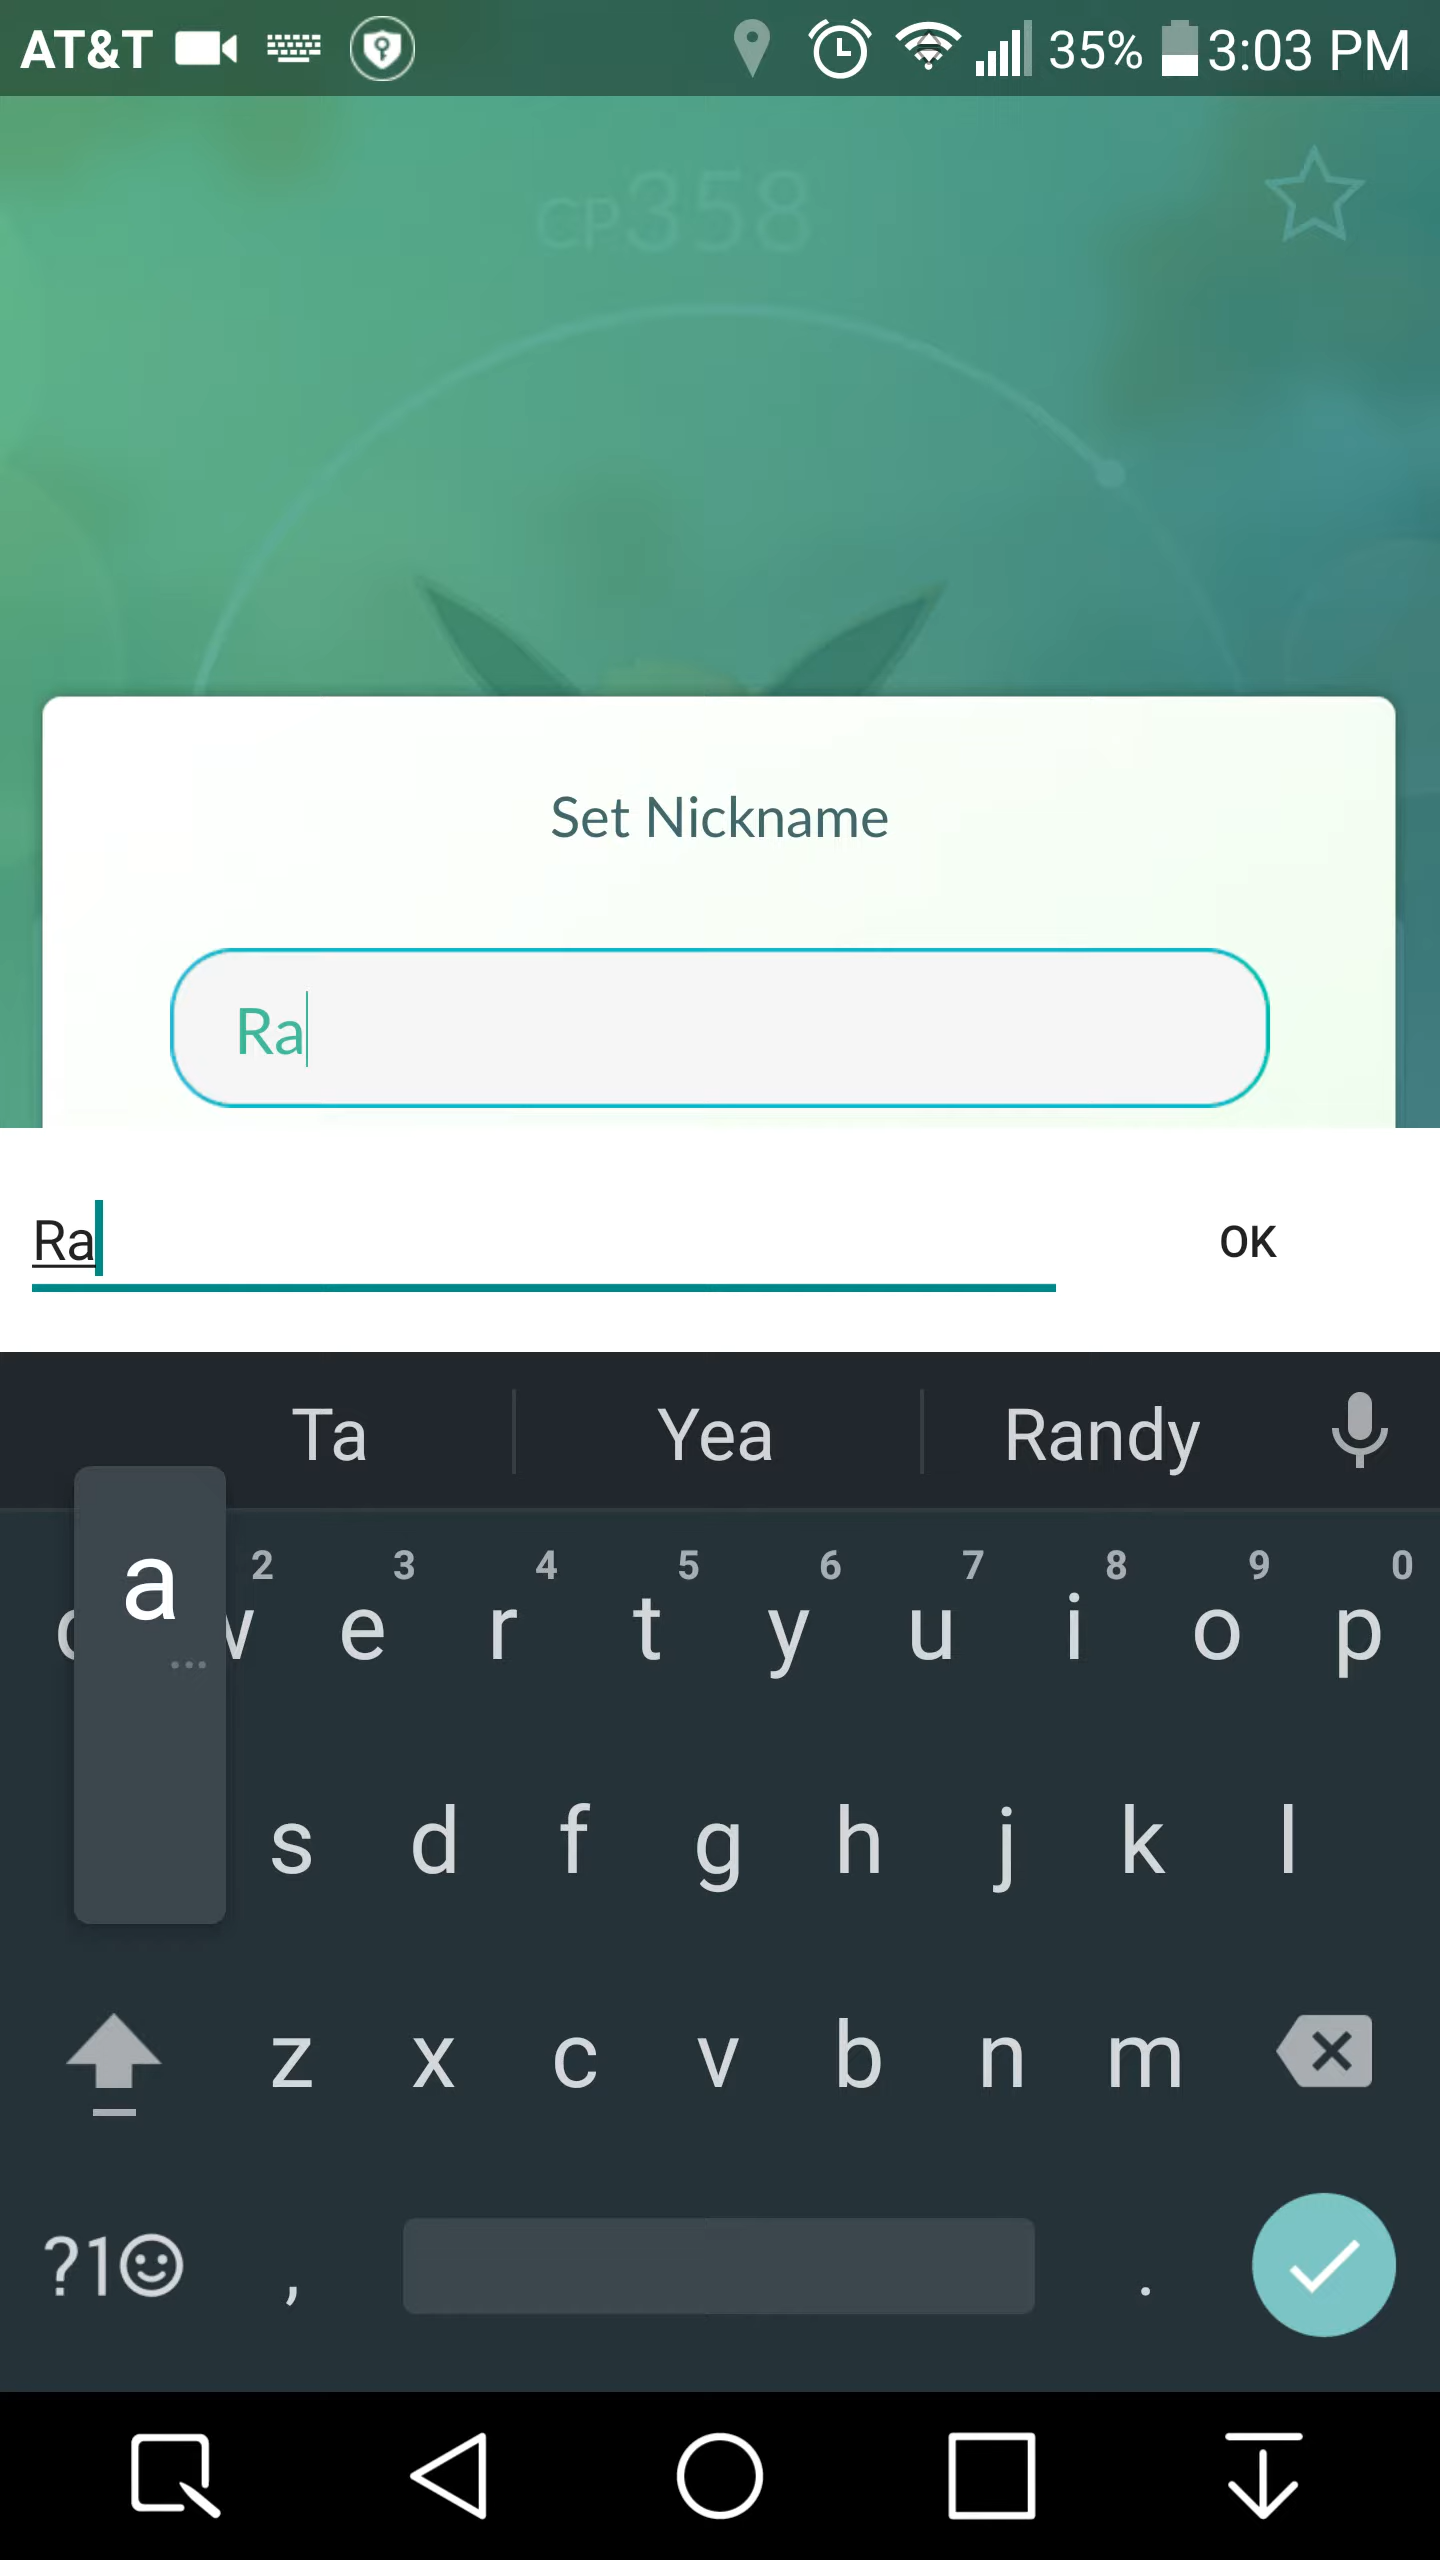 AT&T 35% 3:03 PM
CP358
Set Nickname
Ra
Ra OK
Ta Yea Randy
a
2 3 4 5 6 7 8 9 0
w e r t y u i o p
s d f g h j k l
z x c v b n m
?1 , .